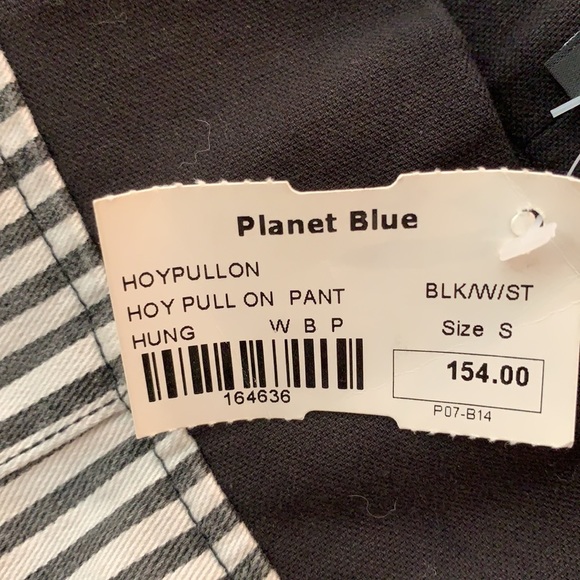 Planet Blue
HOYPULLON
HOY PULL ON PANT
BLK/W/ST
HUNG W B P
Size S
154.00
164636
P07-B14